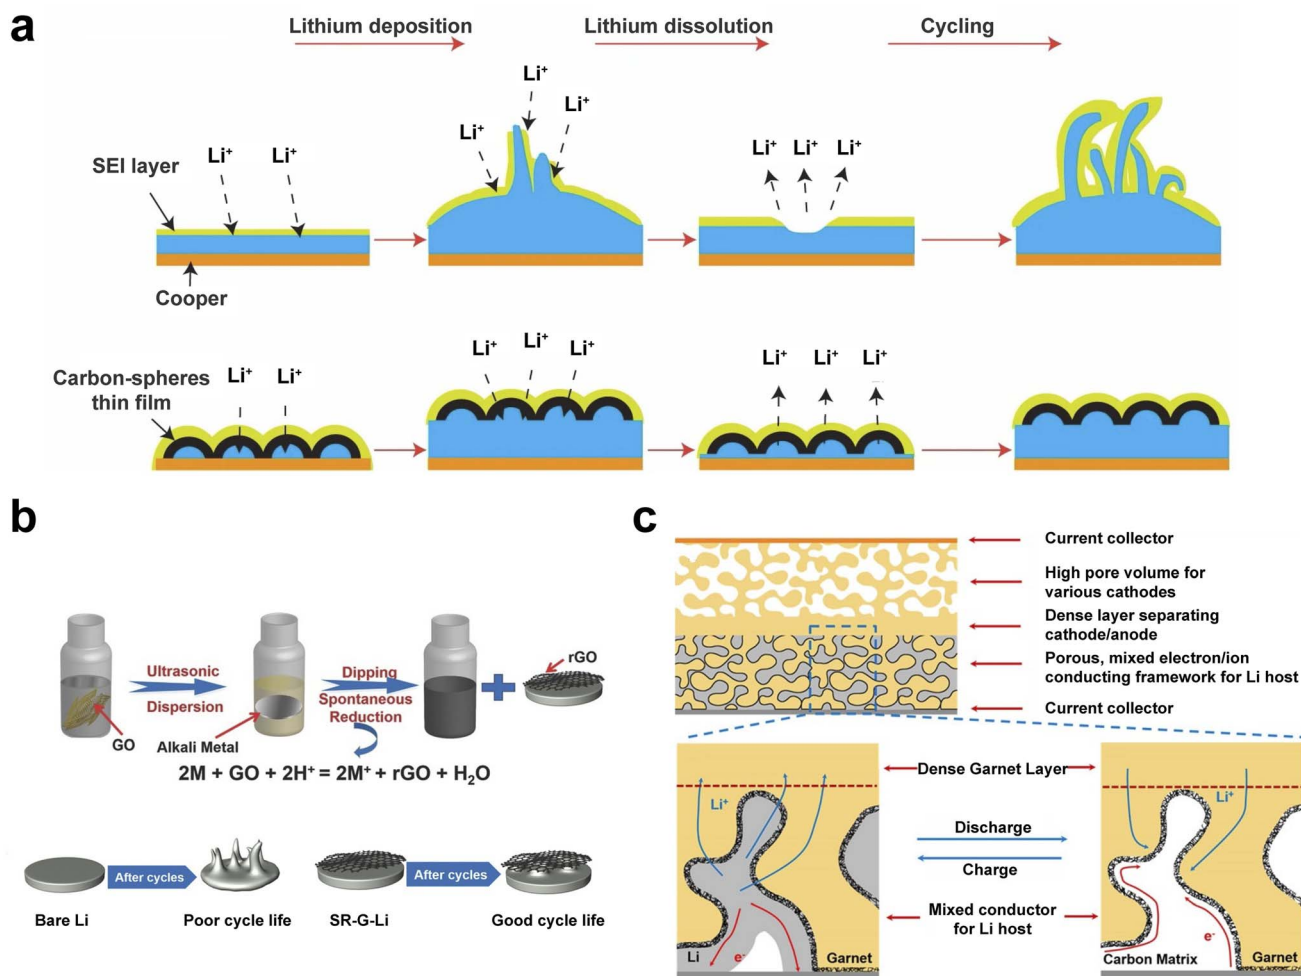 a
Lithium deposition
Lithium dissolution
Cycling
Li⁺
Li⁺
Li⁺
Li⁺
Li⁺
Li⁺
Li⁺
Li⁺
SEI layer
Cooper
Li⁺
Li⁺
Li⁺
Li⁺
Li⁺
Li⁺
Li⁺
Li⁺
Carbon-spheres
thin film
b
Ultrasonic
Dispersion
Dipping
Spontaneous
Reduction
rGO
GO
Alkali Metal
2M + GO + 2H⁺ = 2M⁺ + rGO + H₂O
After cycles
After cycles
Bare Li
Poor cycle life
SR-G-Li
Good cycle life
c
Current collector
High pore volume for
various cathodes
Dense layer separating
cathode/anode
Porous, mixed electron/ion
conducting framework for Li host
Current collector
Dense Garnet Layer
Li⁺
Li⁺
Discharge
Charge
Mixed conductor
for Li host
Li
e⁻
Garnet
e⁻
Carbon Matrix
Garnet